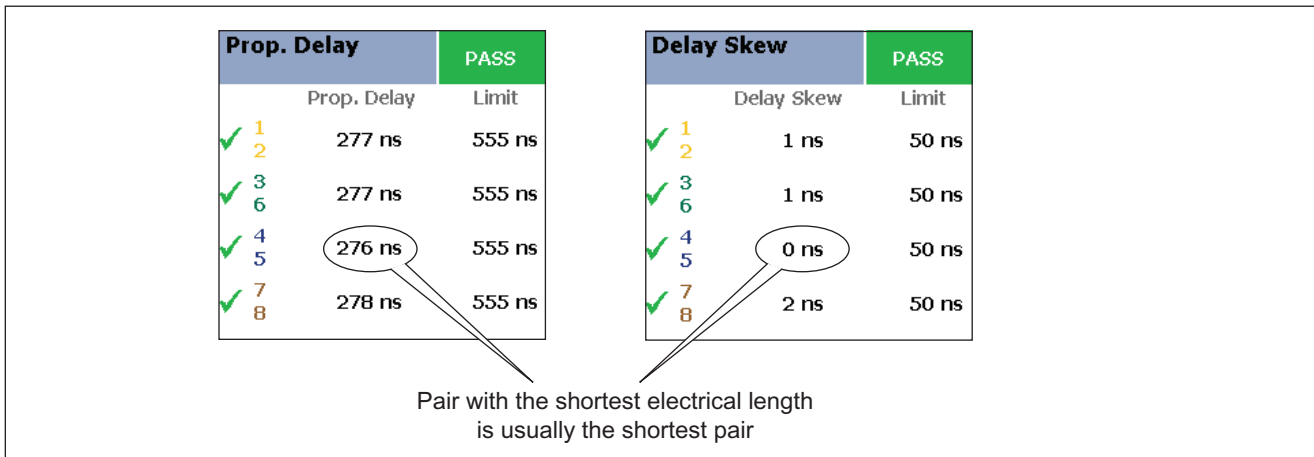 Prop. Delay PASS
Prop. Delay Limit
1
2
277 ns 555 ns
3
6
277 ns 555 ns
4
5
276 ns 555 ns
7
8
278 ns 555 ns
Delay Skew PASS
Delay Skew Limit
1
2
1 ns 50 ns
3
6
1 ns 50 ns
4
5
0 ns 50 ns
7
8
2 ns 50 ns
Pair with the shortest electrical length
is usually the shortest pair